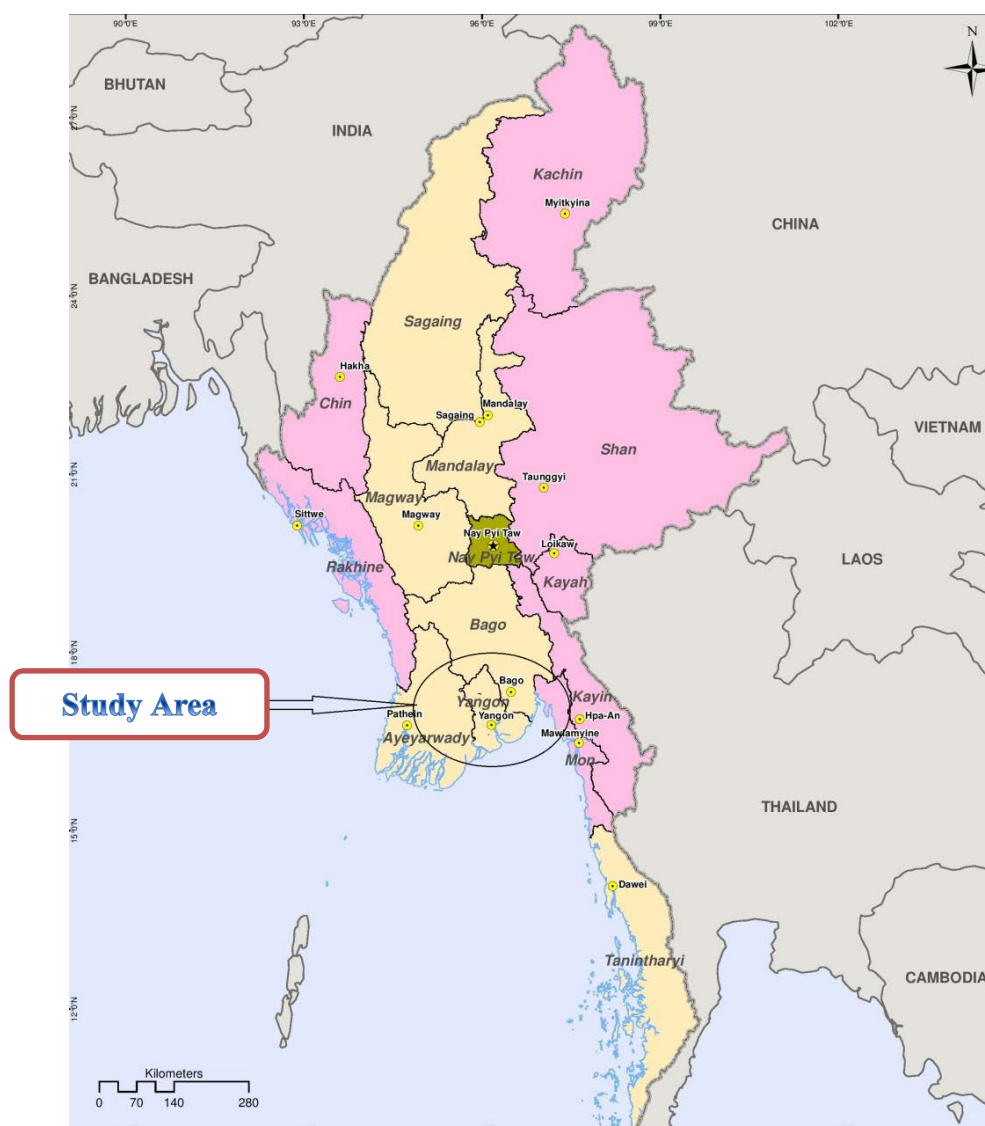 90°0'E
93°0'E
96°0'E
99°0'E
102°0'E
N
BHUTAN
27°0'N
INDIA
Kachin
Myitkyina
CHINA
BANGLADESH
24°0'N
Sagaing
Hakha
Chin
Sagaing
Mandalay
VIETNAM
Mandalay
Shan
21°0'N
Taunggyi
Magway
Sittwe
Magway
Nay Pyi Taw
Nay Pyi Taw
Loikaw
LAOS
Rakhine
Kayah
Bago
18°0'N
Study Area
Bago
Yangon
Kayin
Pathein
Yangon
Hpa-An
Ayeyarwady
Mawlamyine
Mon
THAILAND
15°0'N
Dawei
Tanintharyi
CAMBODIA
12°0'N
Kilometers
0 70 140 280